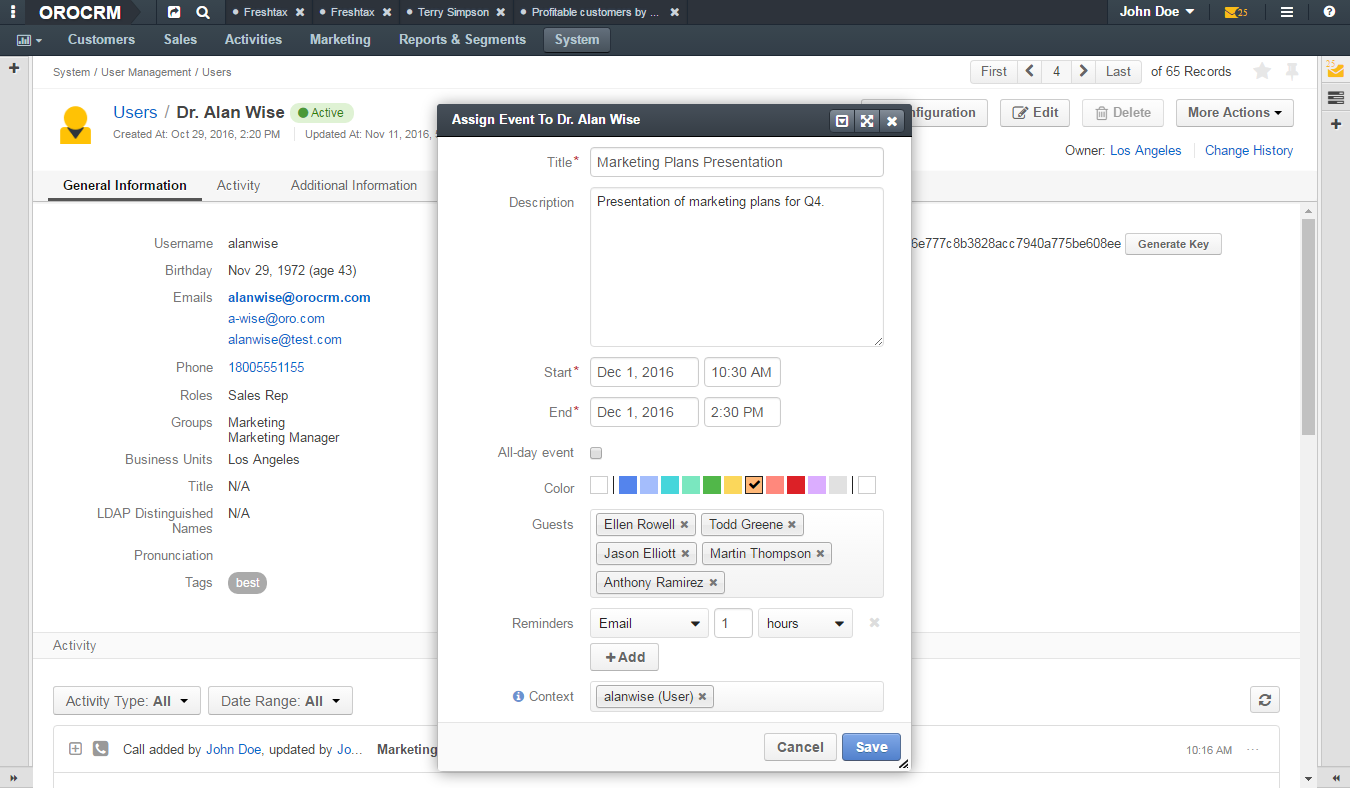 OROCRM
Freshtax
Freshtax
Terry Simpson
Profitable customers by ...
John Doe
25
Customers
Sales
Activities
Marketing
Reports & Segments
System
System / User Management / Users
First
4
Last
of 65 Records
25
Users / Dr. Alan Wise
Active
Created At: Oct 29, 2016, 2:20 PM
Updated At: Nov 11, 2016,
Edit
Delete
More Actions
Owner: Los Angeles
Change History
General Information
Activity
Additional Information
Username alanwise
Birthday Nov 29, 1972 (age 43)
Emails alanwise@orocrm.com
a-wise@oro.com
alanwise@test.com
Phone 18005551155
Roles Sales Rep
Groups Marketing
Marketing Manager
Business Units Los Angeles
Title N/A
LDAP Distinguished N/A
Names
Pronunciation
Tags best
6e777c8b3828acc7940a775be608ee
Generate Key
Activity
Activity Type: All
Date Range: All
Call added by John Doe, updated by Jo... Marketing
10:16 AM
Assign Event To Dr. Alan Wise
Title* Marketing Plans Presentation
Description Presentation of marketing plans for Q4.
Start* Dec 1, 2016 10:30 AM
End* Dec 1, 2016 2:30 PM
All-day event
Color
Guests Ellen Rowell Todd Greene
Jason Elliott Martin Thompson
Anthony Ramirez
Reminders Email 1 hours
+Add
Context alanwise (User)
Cancel
Save